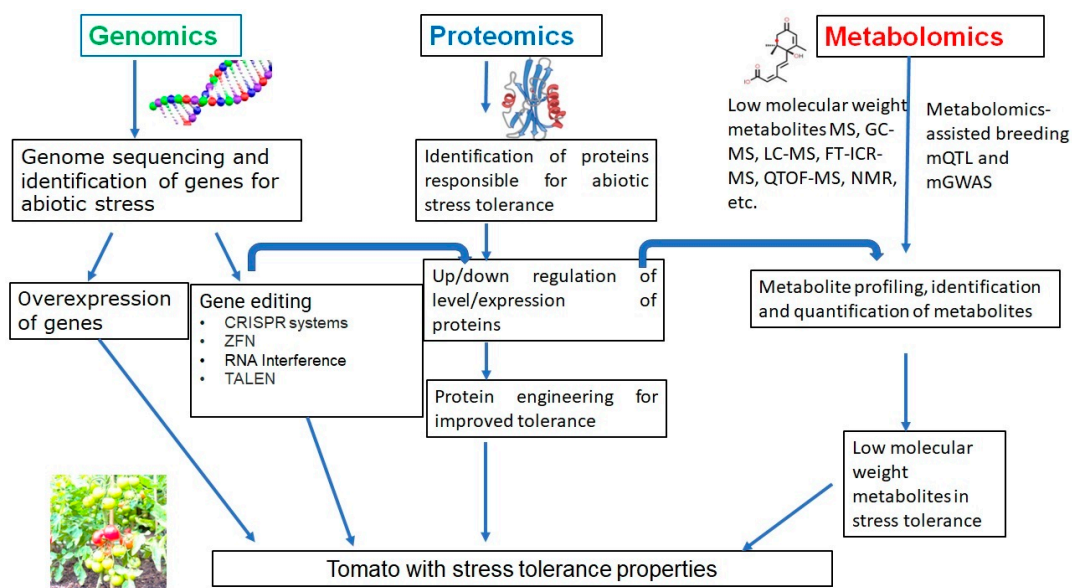 Genomics
Proteomics
Metabolomics
O
OH
O
IO
Low molecular weight
metabolites MS, GC-
MS, LC-MS, FT-ICR-
MS, QTOF-MS, NMR,
etc.
Metabolomics-
assisted breeding
mQTL and
mGWAS
Genome sequencing and
identification of genes for
abiotic stress
Identification of proteins
responsible for abiotic
stress tolerance
Overexpression
of genes
Gene editing
• CRISPR systems
• ZFN
• RNA Interference
• TALEN
Up/down regulation of
level/expression of
proteins
Metabolite profiling, identification
and quantification of metabolites
Protein engineering for
improved tolerance
Low molecular
weight
metabolites in
stress tolerance
Tomato with stress tolerance properties